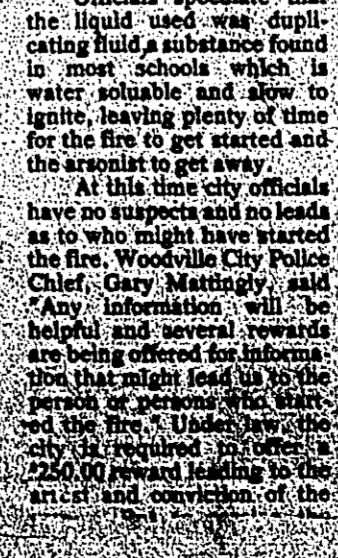 Officials speculate that
the liquid used was dupli-
cating fluid,a substance found
in most schools which is
water soluable and slow to
ignite, leaving plenty of time
for the fire to get started and
the arsonist to get away.
At this time city officials
have no suspects and no leads
as to who might have started
the fire. Woodville City Police
Chief, Gary Mattingly, said
"Any information will be
helpful and several rewards
are being offered for informa-
tion that might lead us to the
person or persons who start-
ed the fire." Under law, the
city is required to offer a
$250.00 reward leading to the
arrest and conviction of the